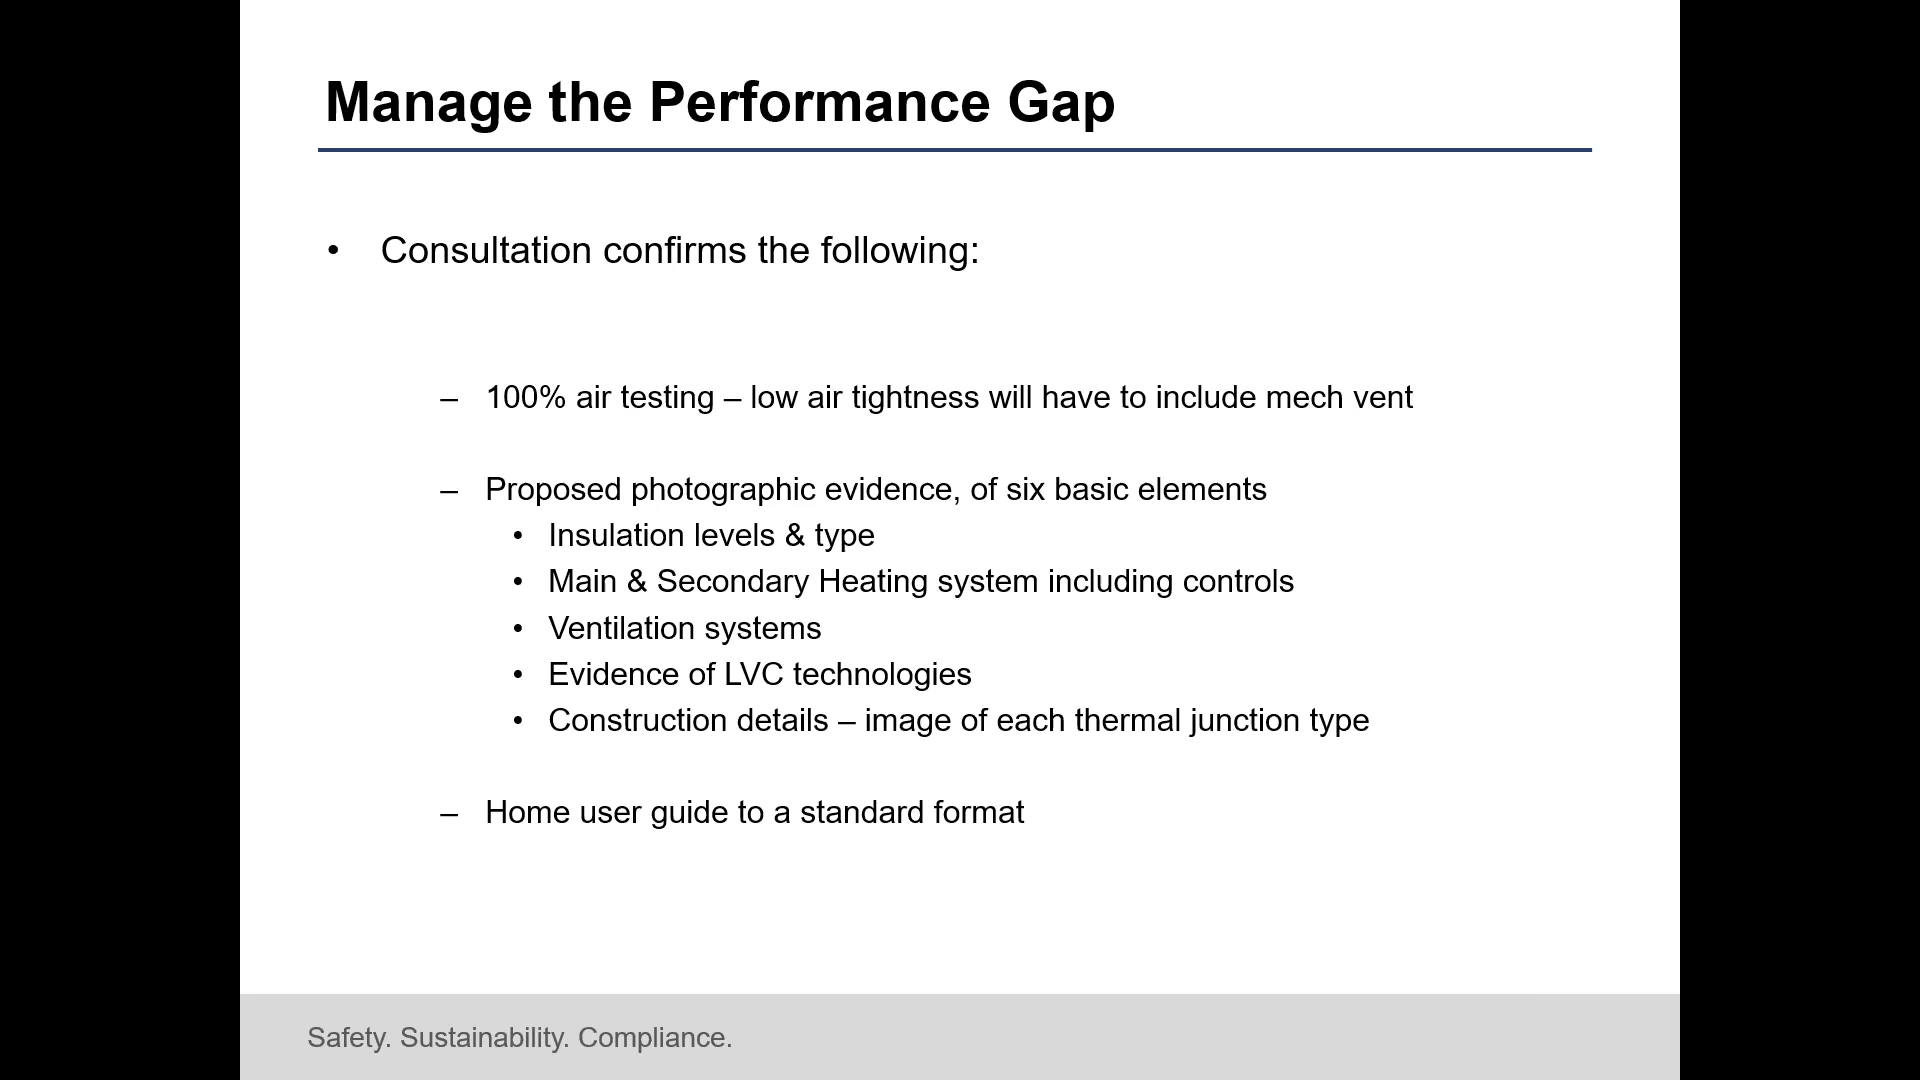 Manage the Performance Gap
• Consultation confirms the following:
– 100% air testing – low air tightness will have to include mech vent
– Proposed photographic evidence, of six basic elements
• Insulation levels & type
• Main & Secondary Heating system including controls
• Ventilation systems
• Evidence of LVC technologies
• Construction details – image of each thermal junction type
– Home user guide to a standard format
Safety. Sustainability. Compliance.